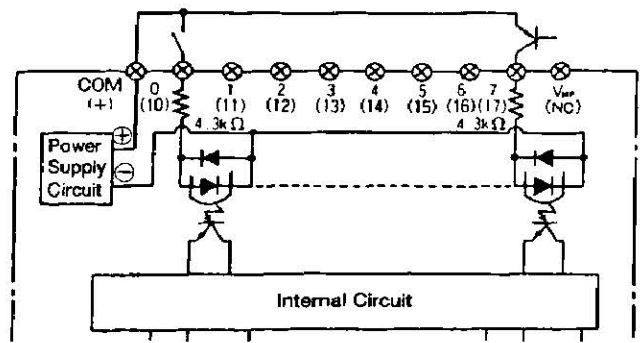 COM 0 1 2 3 4 5 6 7
(+) (10) (11) (12) (13) (14) (15) (16) (17) (NC)
4.3kΩ 4.3kΩ
⊕
Power
Supply
Circuit
⊖
Internal Circuit